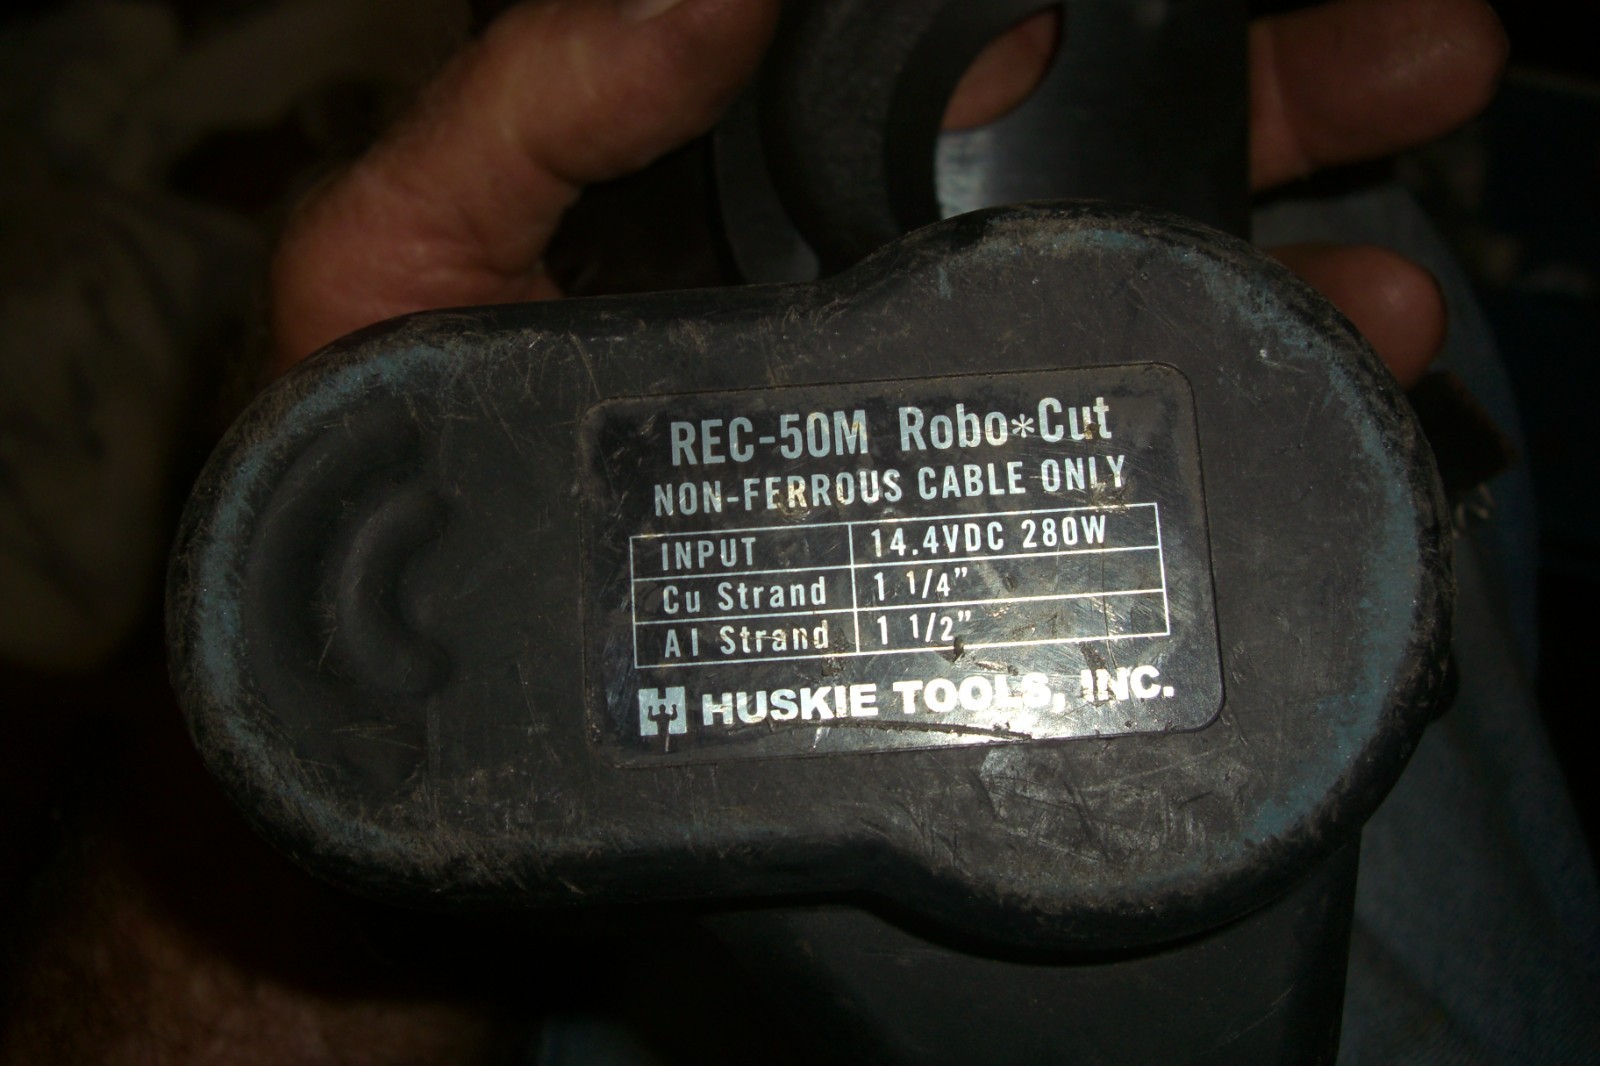 REC-50M Robo*Cut
NON-FERROUS CABLE ONLY
INPUT 14.4VDC 280W
Cu Strand 1 1/4"
Al Strand 1 1/2"
HUSKIE TOOLS, INC.